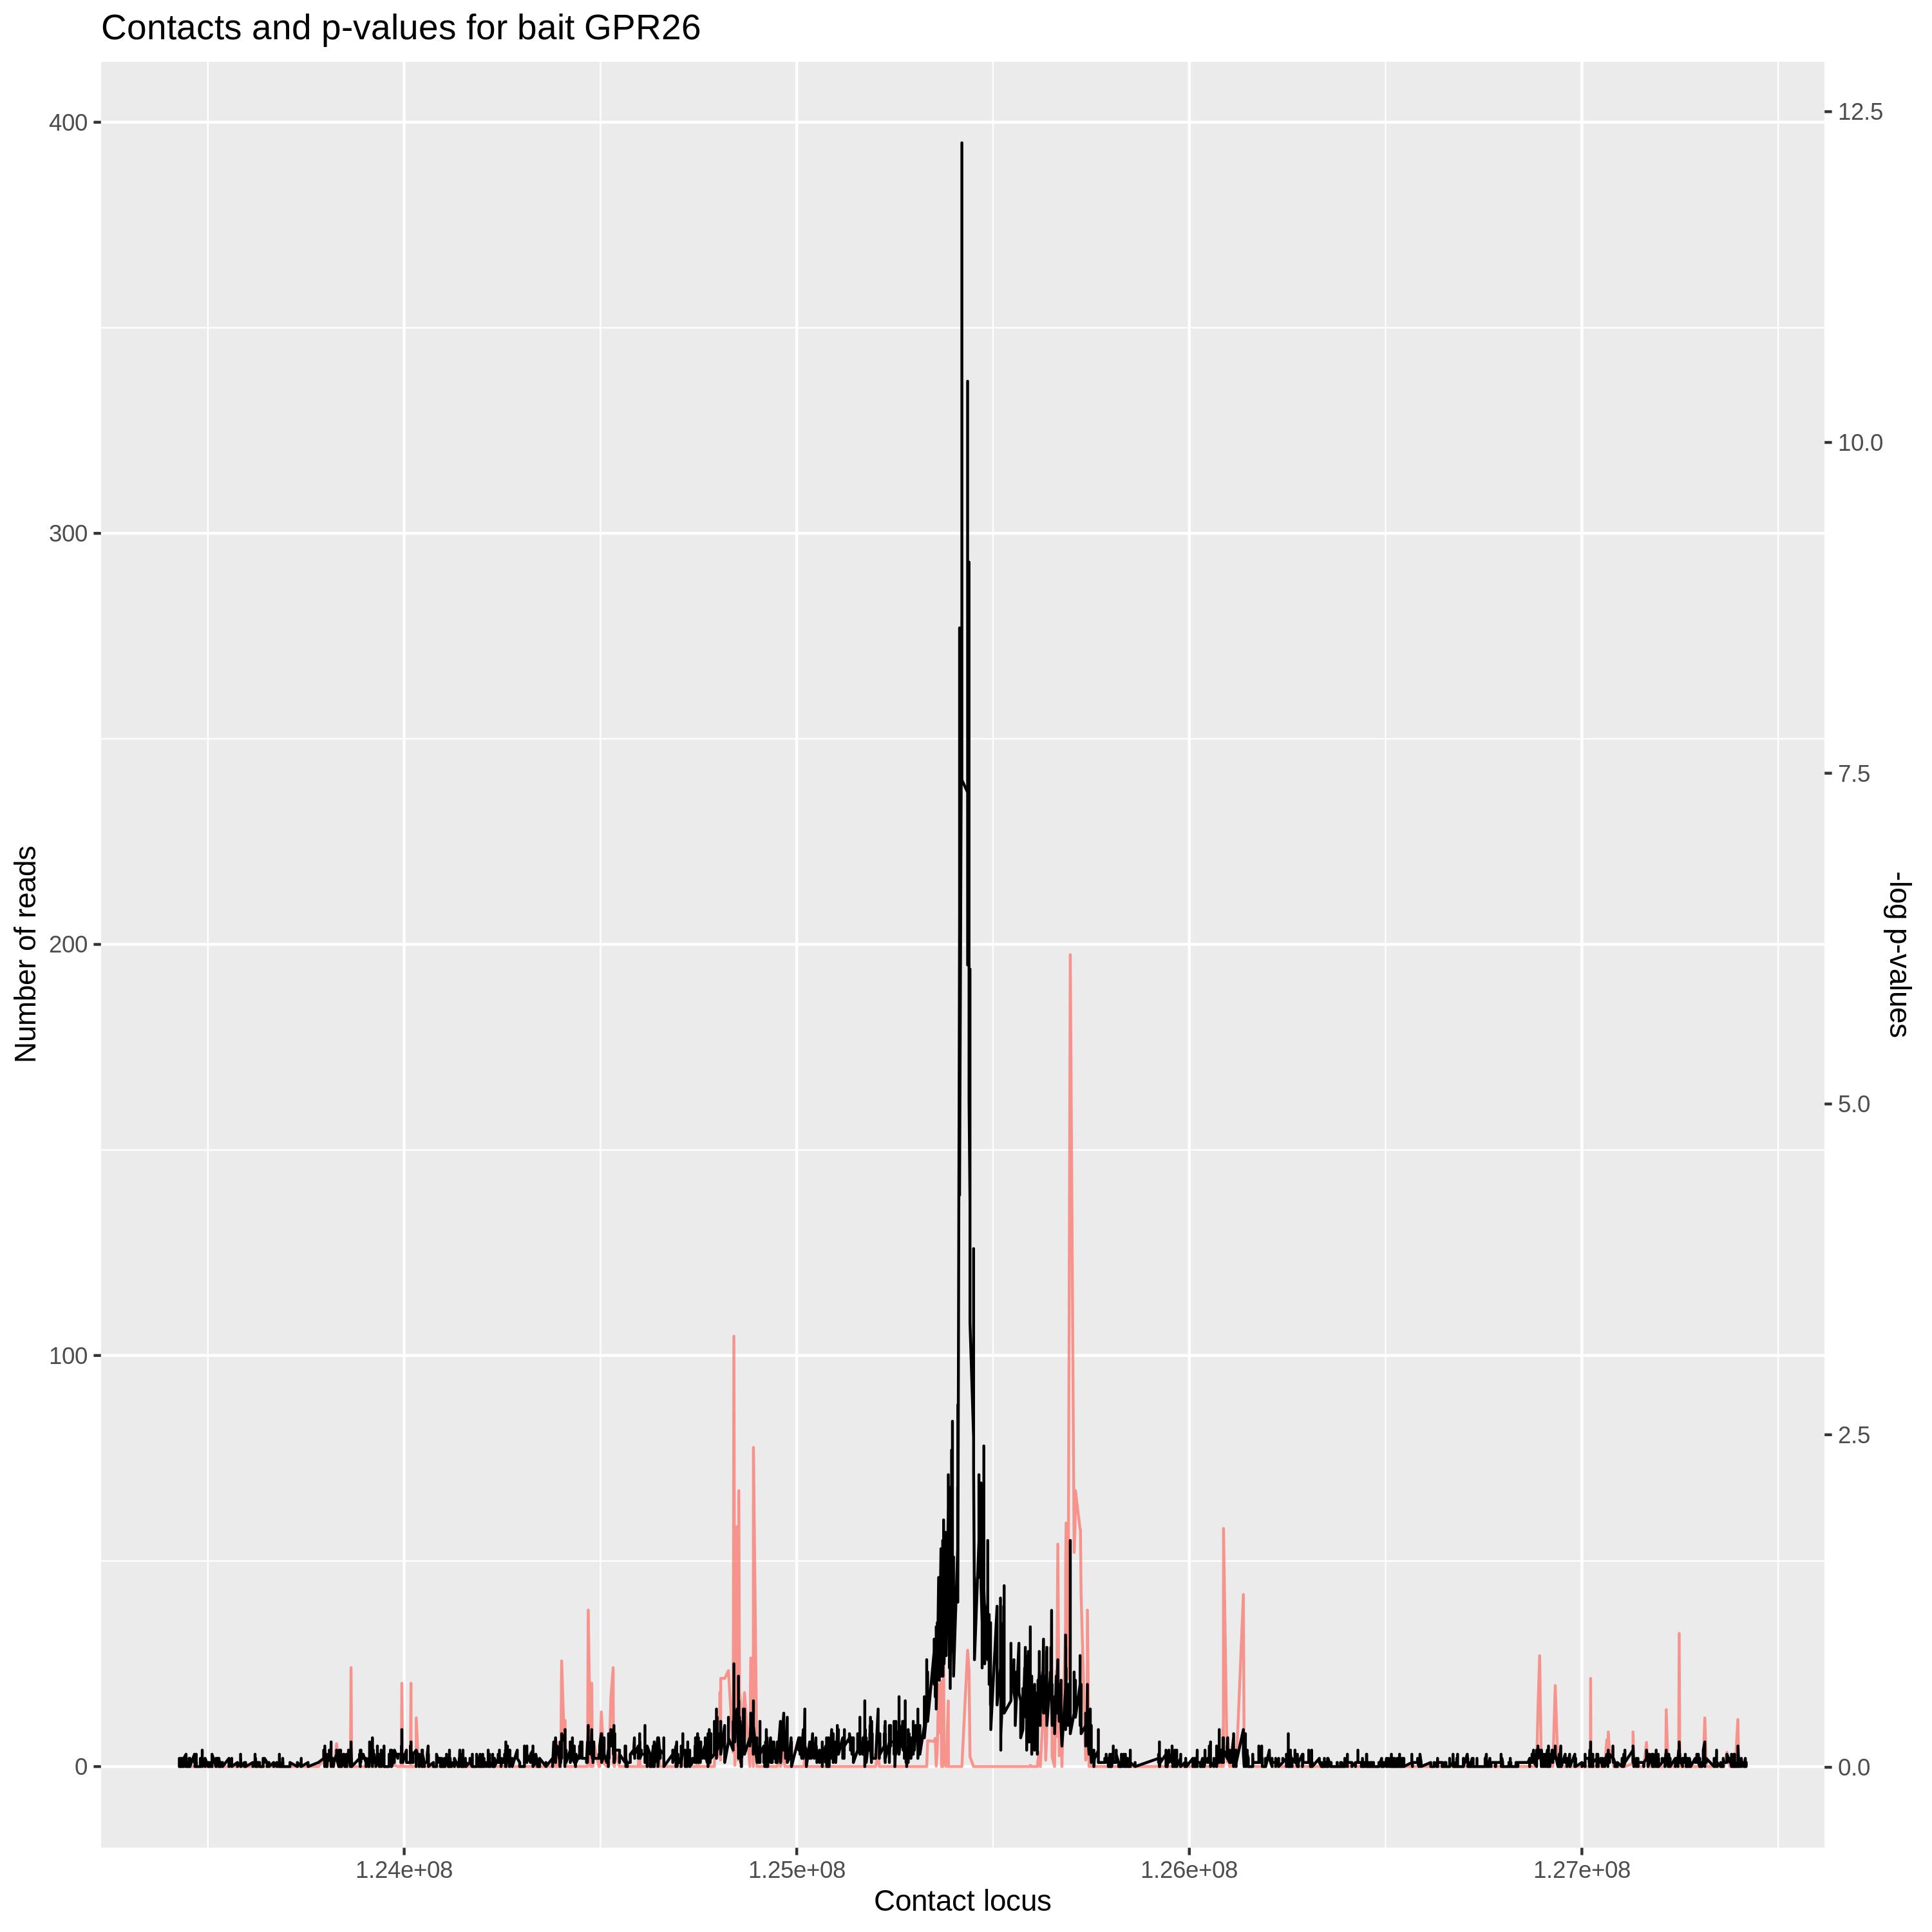 Contacts and p-values for bait GPR26
400
300
200
100
0
Number of reads
12.5
10.0
7.5
5.0
2.5
0.0
-log p-values
1.24e+08
1.25e+08
1.26e+08
1.27e+08
Contact locus